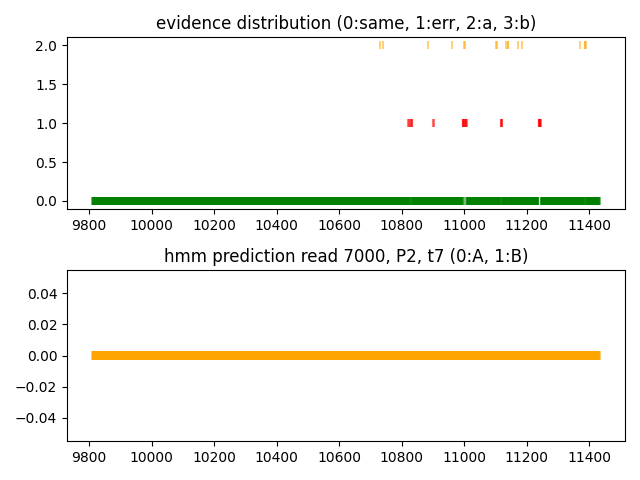 evidence distribution (0:same, 1:err, 2:a, 3:b)
2.0
1.5
1.0
0.5
0.0
9800 10000 10200 10400 10600 10800 11000 11200 11400
hmm prediction read 7000, P2, t7 (0:A, 1:B)
0.04
0.02
0.00
−0.02
−0.04
9800 10000 10200 10400 10600 10800 11000 11200 11400